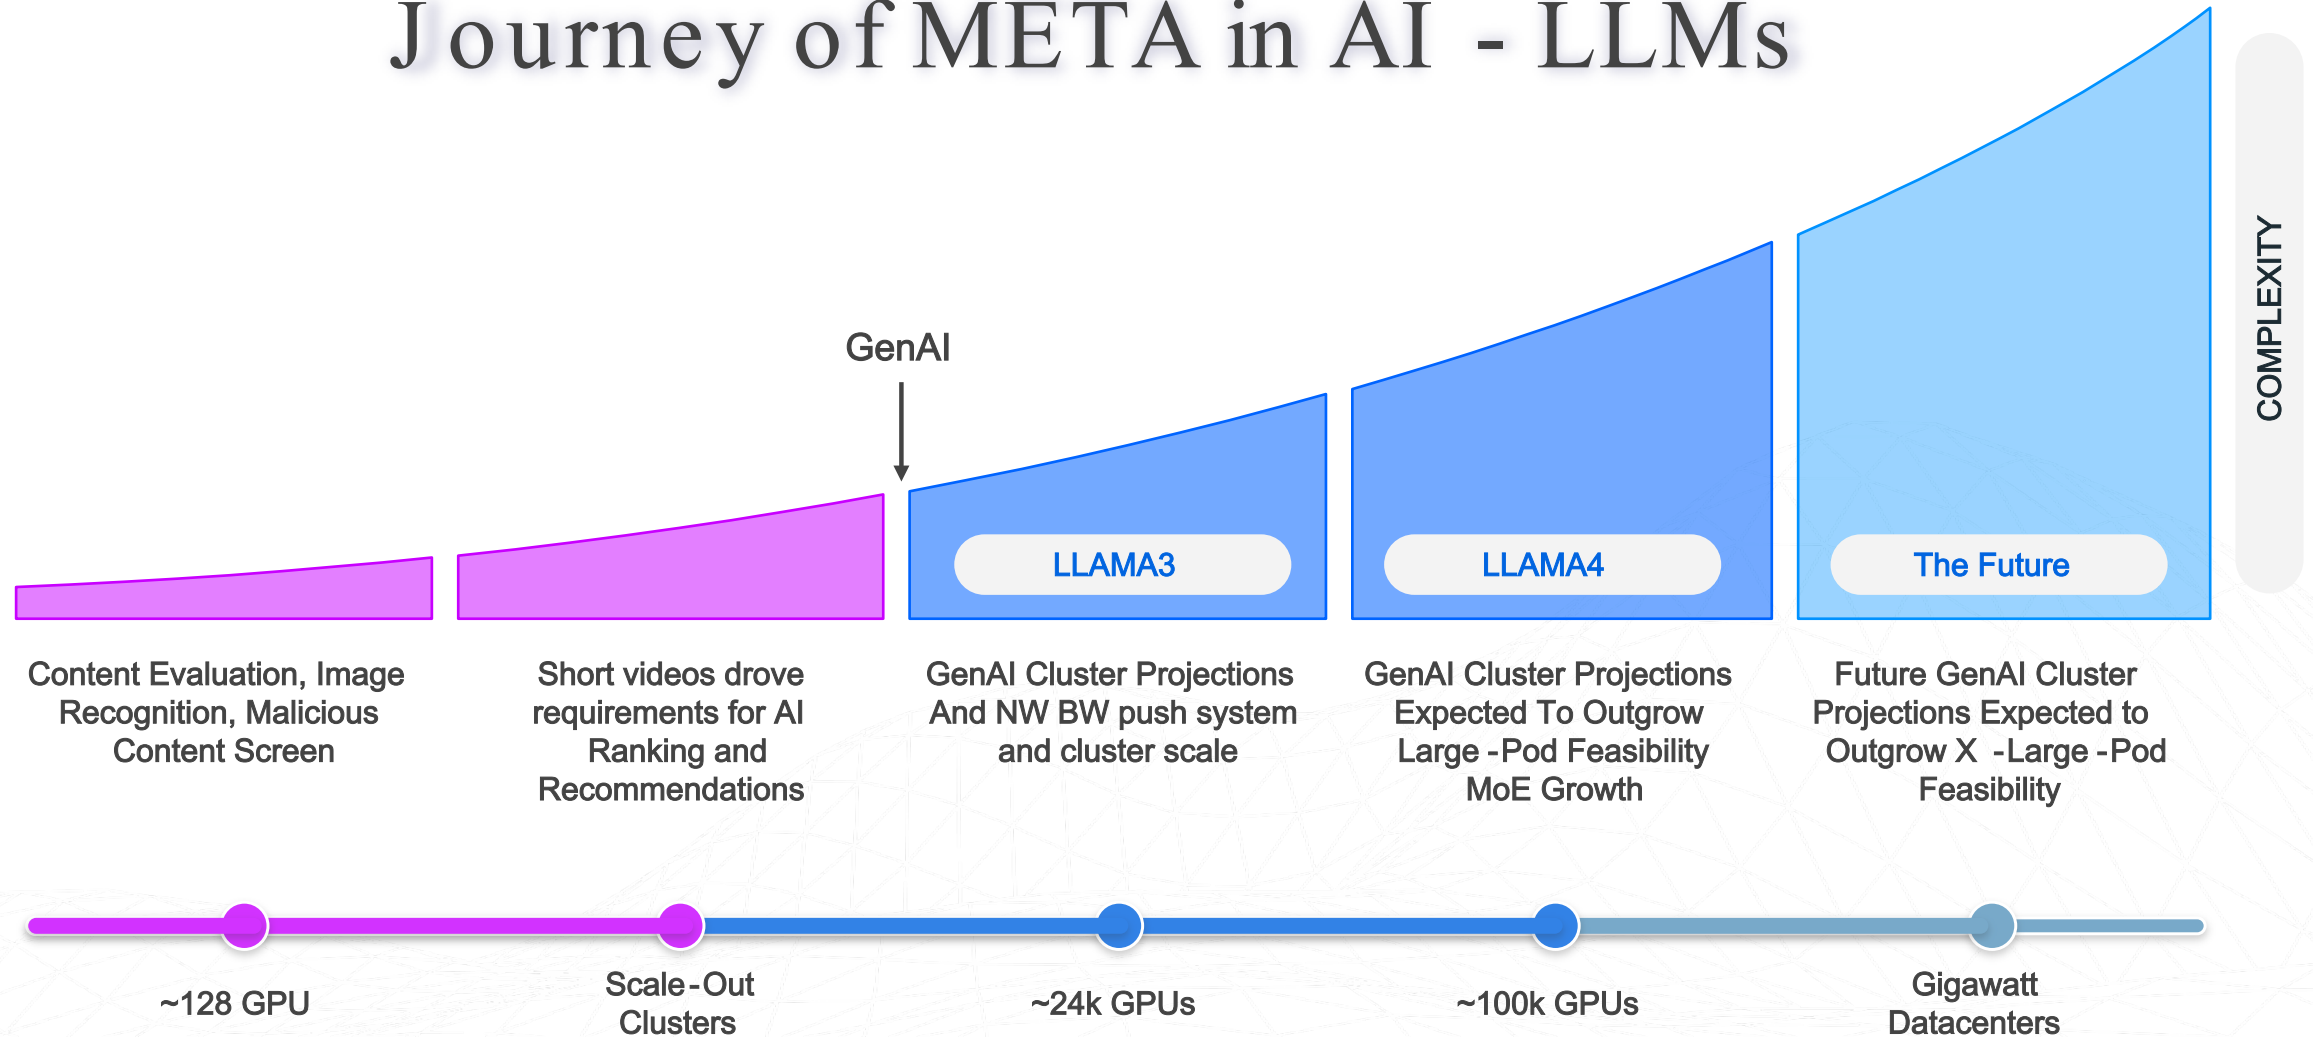 Journey of META in AI - LLMs
COMPLEXITY
GenAI
LLAMA3
LLAMA4
The Future
Content Evaluation, Image
Recognition, Malicious
Content Screen
Short videos drove
requirements for AI
Ranking and
Recommendations
GenAI Cluster Projections
And NW BW push system
and cluster scale
GenAI Cluster Projections
Expected To Outgrow
Large -Pod Feasibility
MoE Growth
Future GenAI Cluster
Projections Expected to
Outgrow X -Large -Pod
Feasibility
~128 GPU
Scale-Out
Clusters
~24k GPUs
~100k GPUs
Gigawatt
Datacenters